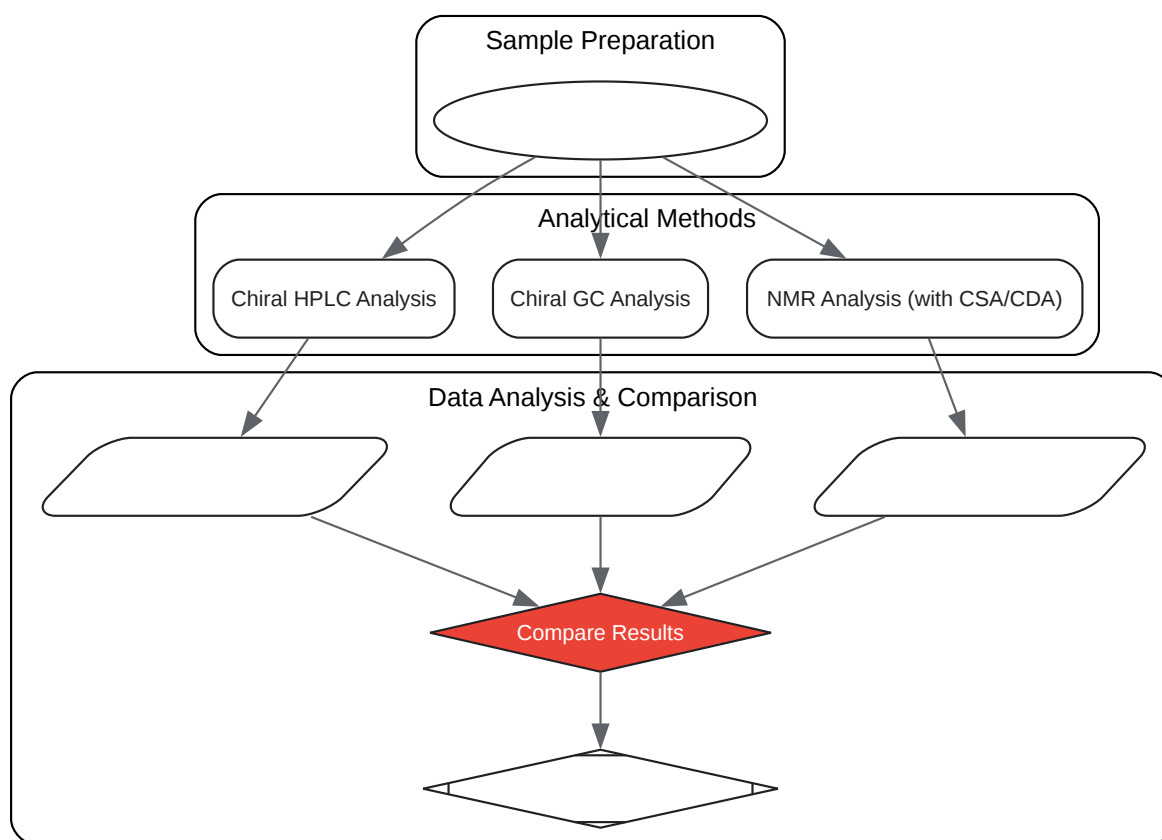 Sample Preparation
Analytical Methods
Chiral HPLC Analysis
Chiral GC Analysis
NMR Analysis (with CSA/CDA)
Data Analysis & Comparison
Compare Results